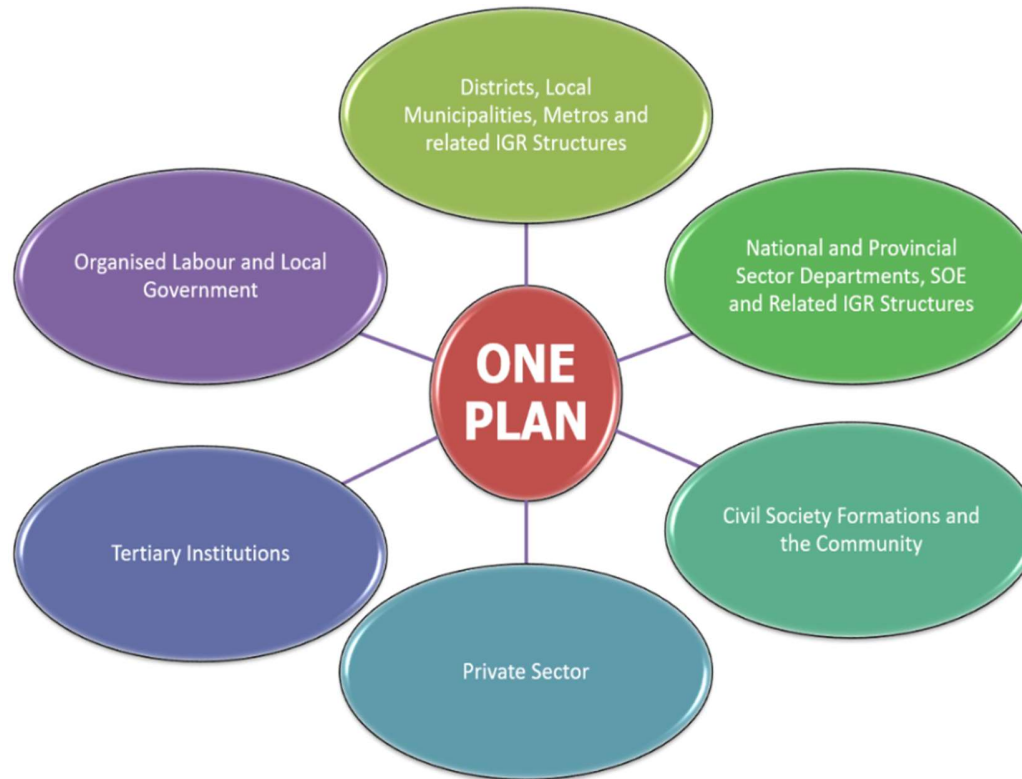 Districts, Local
Municipalities, Metros and
related IGR Structures
Organised Labour and Local
Government
National and Provincial
Sector Departments, SOE
and Related IGR Structures
ONE
PLAN
Tertiary Institutions
Civil Society Formations and
the Community
Private Sector